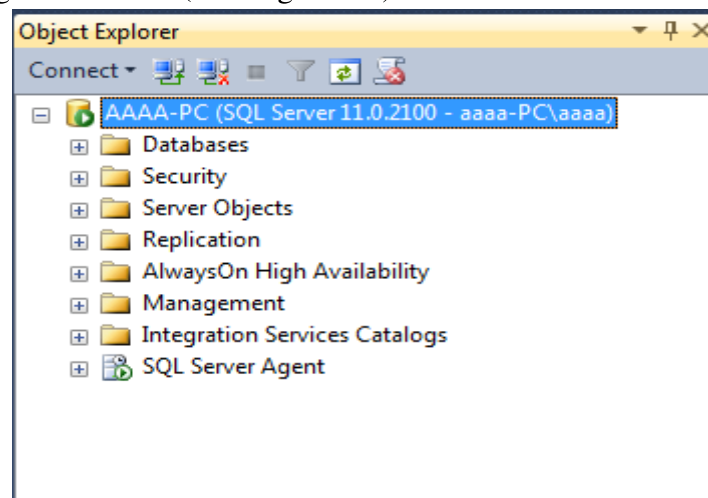 Object Explorer
Connect
AAAA-PC (SQL Server 11.0.2100 - aaaa-PC\aaaa)
Databases
Security
Server Objects
Replication
AlwaysOn High Availability
Management
Integration Services Catalogs
SQL Server Agent